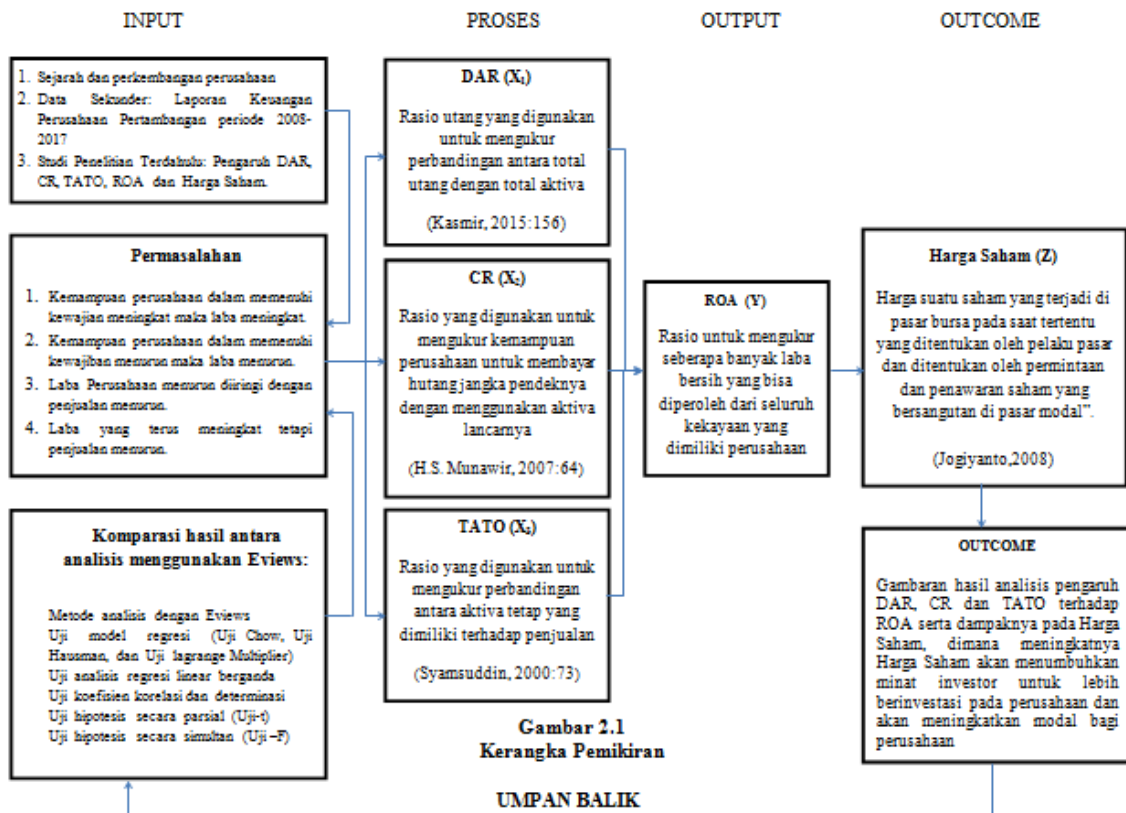 INPUT
PROSES
OUTPUT
OUTCOME
1. Sejarah dan perkembangan perusahaan
2. Data Sekunder: Laporan Keuangan
Perusahaan Pertambangan periode 2008-
2017
3. Studi Penelitian Terdahulu: Pengaruh DAR,
CR, TATO, ROA dan Harga Saham.
Permasalahan
1. Kemampuan perusahaan dalam memenuhi
kewajian meningkat maka laba meningkat.
2. Kemampuan perusahaan dalam memenuhi
kewajiban menurun maka laba menurun.
3. Laba Perusahaan menurun diiringi dengan
penjualan menurun.
4. Laba yang terus meningkat tetapi
penjualan menurun.
Komparasi hasil antara
analisis menggunakan Eviews:
Metode analisis dengan Eviews
Uji model regresi (Uji Chow, Uji
Hausman, dan Uji lagrange Multiplier)
Uji analisis regresi linear berganda
Uji koefisien korelasi dan determinasi
Uji hipotesis secara parsial (Uji-t)
Uji hipotesis secara simultan (Uji –F)
DAR (X₁)
Rasio utang yang digunakan
untuk mengukur
perbandingan antara total
utang dengan total aktiva
(Kasmir, 2015:156)
CR (X₂)
Rasio yang digunakan untuk
mengukur kemampuan
perusahaan untuk membayar
hutang jangka pendeknya
dengan menggunakan aktiva
lancarnya
(H.S. Munawir, 2007:64)
TATO (X₃)
Rasio yang digunakan untuk
mengukur perbandingan
antara aktiva tetap yang
dimiliki terhadap penjualan
(Syamsuddin, 2000:73)
ROA (Y)
Rasio untuk mengukur
seberapa banyak laba
bersih yang bisa
diperoleh dari seluruh
kekayaan yang
dimiliki perusahaan
Harga Saham (Z)
Harga suatu saham yang terjadi di
pasar bursa pada saat tertentu
yang ditentukan oleh pelaku pasar
dan ditentukan oleh permintaan
dan penawaran saham yang
bersangkutan di pasar modal”.
(Jogiyanto,2008)
OUTCOME
Gambaran hasil analisis pengaruh
DAR, CR dan TATO terhadap
ROA serta dampaknya pada Harga
Saham, dimana meningkatnya
Harga Saham akan menumbuhkan
minat investor untuk lebih
berinvestasi pada perusahaan dan
akan meningkatkan modal bagi
perusahaan
Gambar 2.1
Kerangka Pemikiran
UMPAN BALIK